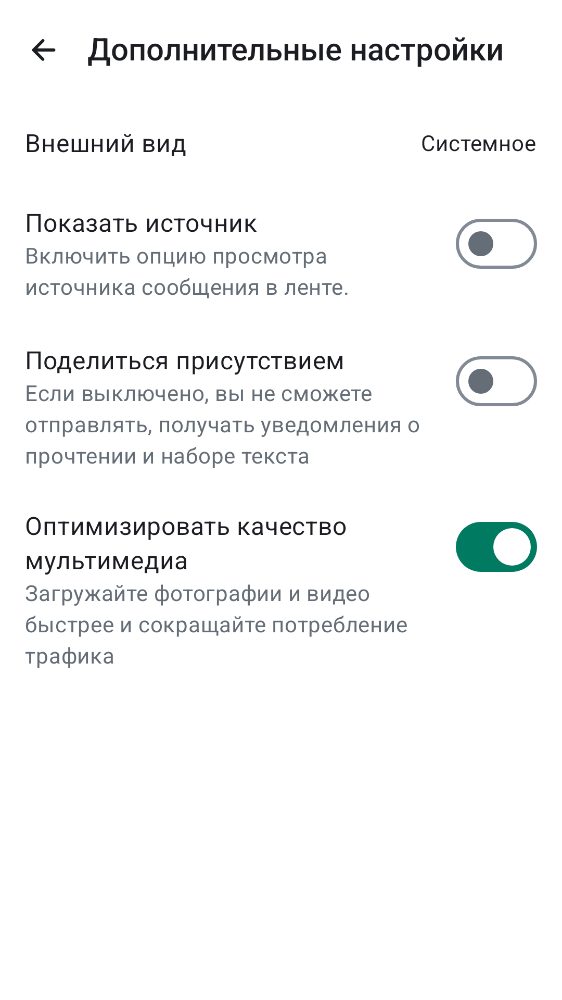 Дополнительные настройки
Внешний вид
Системное
Показать источник
Включить опцию просмотра
источника сообщения в ленте.
Поделиться присутствием
Если выключено, вы не сможете
отправлять, получать уведомления о
прочтении и наборе текста
Оптимизировать качество
мультимедиа
Загружайте фотографии и видео
быстрее и сокращайте потребление
трафика